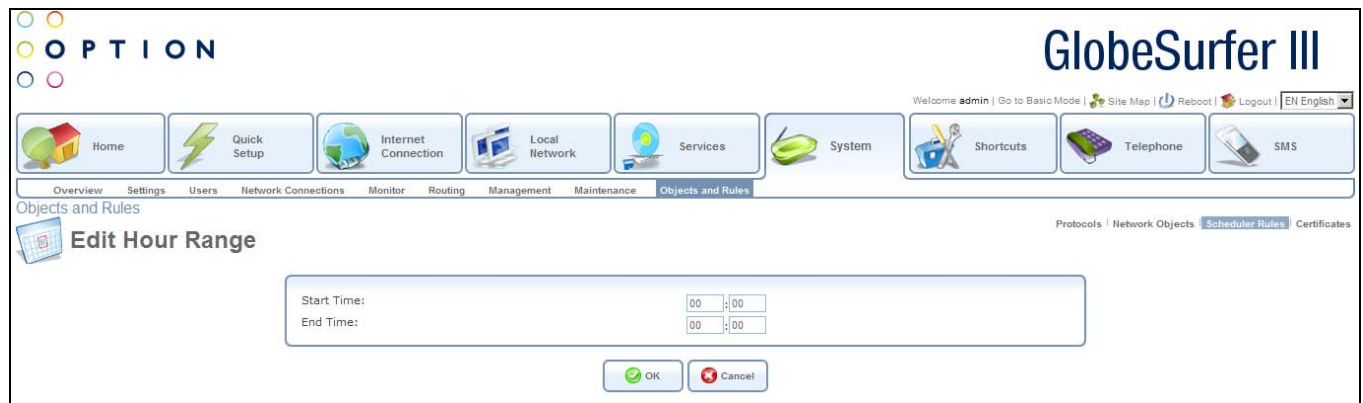 OPTION
GlobeSurfer III
Welcome admin | Go to Basic Mode | Site Map | Reboot | Logout | EN English
Home
Quick Setup
Internet Connection
Local Network
Services
System
Shortcuts
Telephone
SMS
Overview Settings Users Network Connections Monitor Routing Management Maintenance Objects and Rules
Objects and Rules
Protocols | Network Objects | Scheduler Rules | Certificates
Edit Hour Range
Start Time: 00 : 00
End Time: 00 : 00
OK Cancel